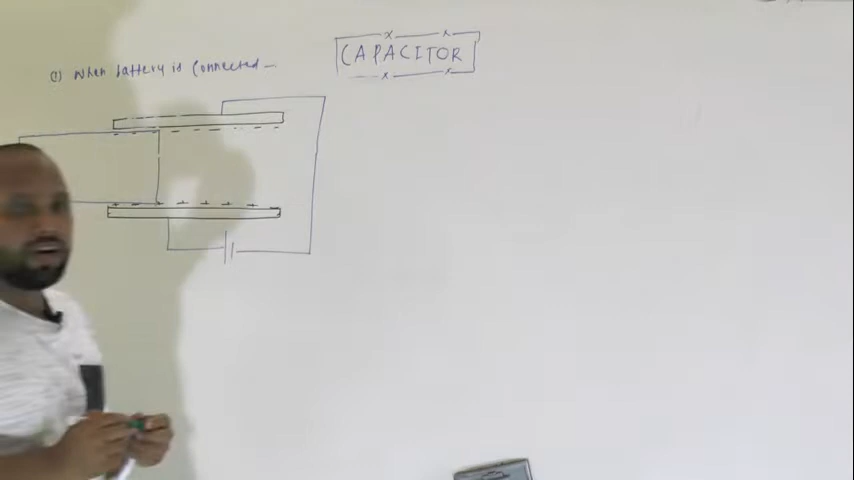 CAPACITOR
(1) When battery is connected -